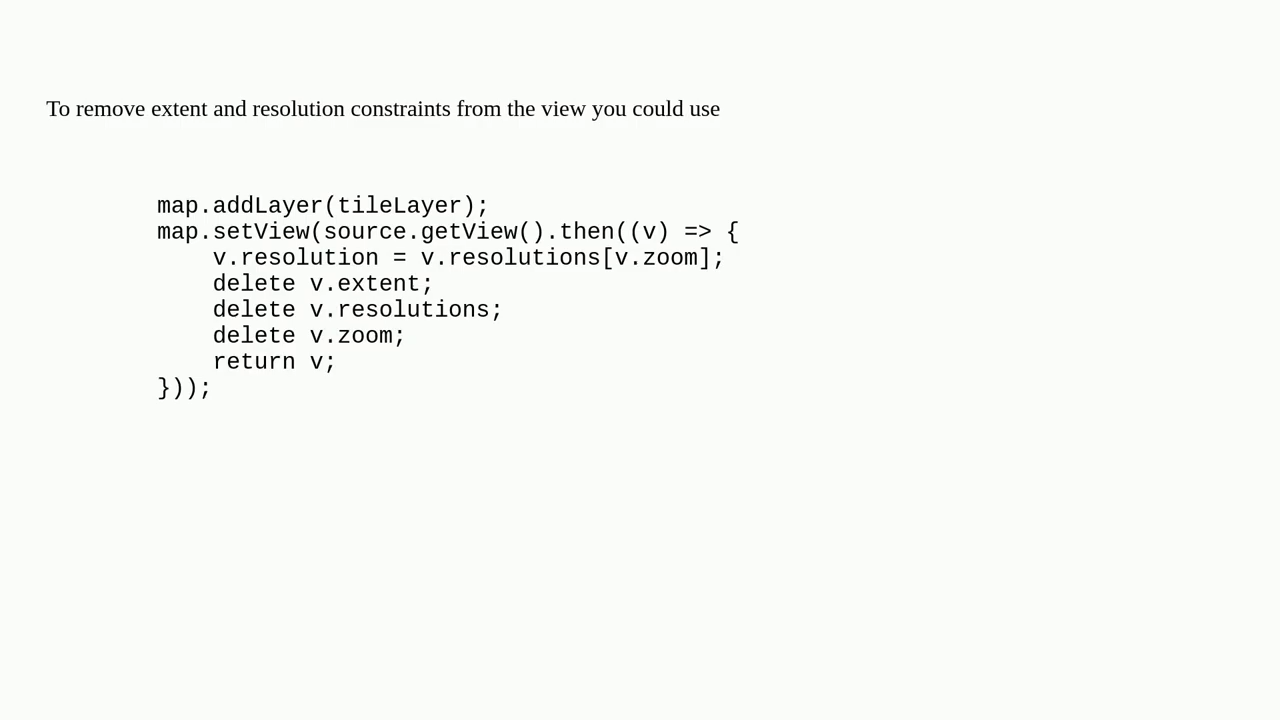 To remove extent and resolution constraints from the view you could use
map.addLayer(tileLayer);
map.setView(source.getView().then((v) => {
    v.resolution = v.resolutions[v.zoom];
    delete v.extent;
    delete v.resolutions;
    delete v.zoom;
    return v;
}));